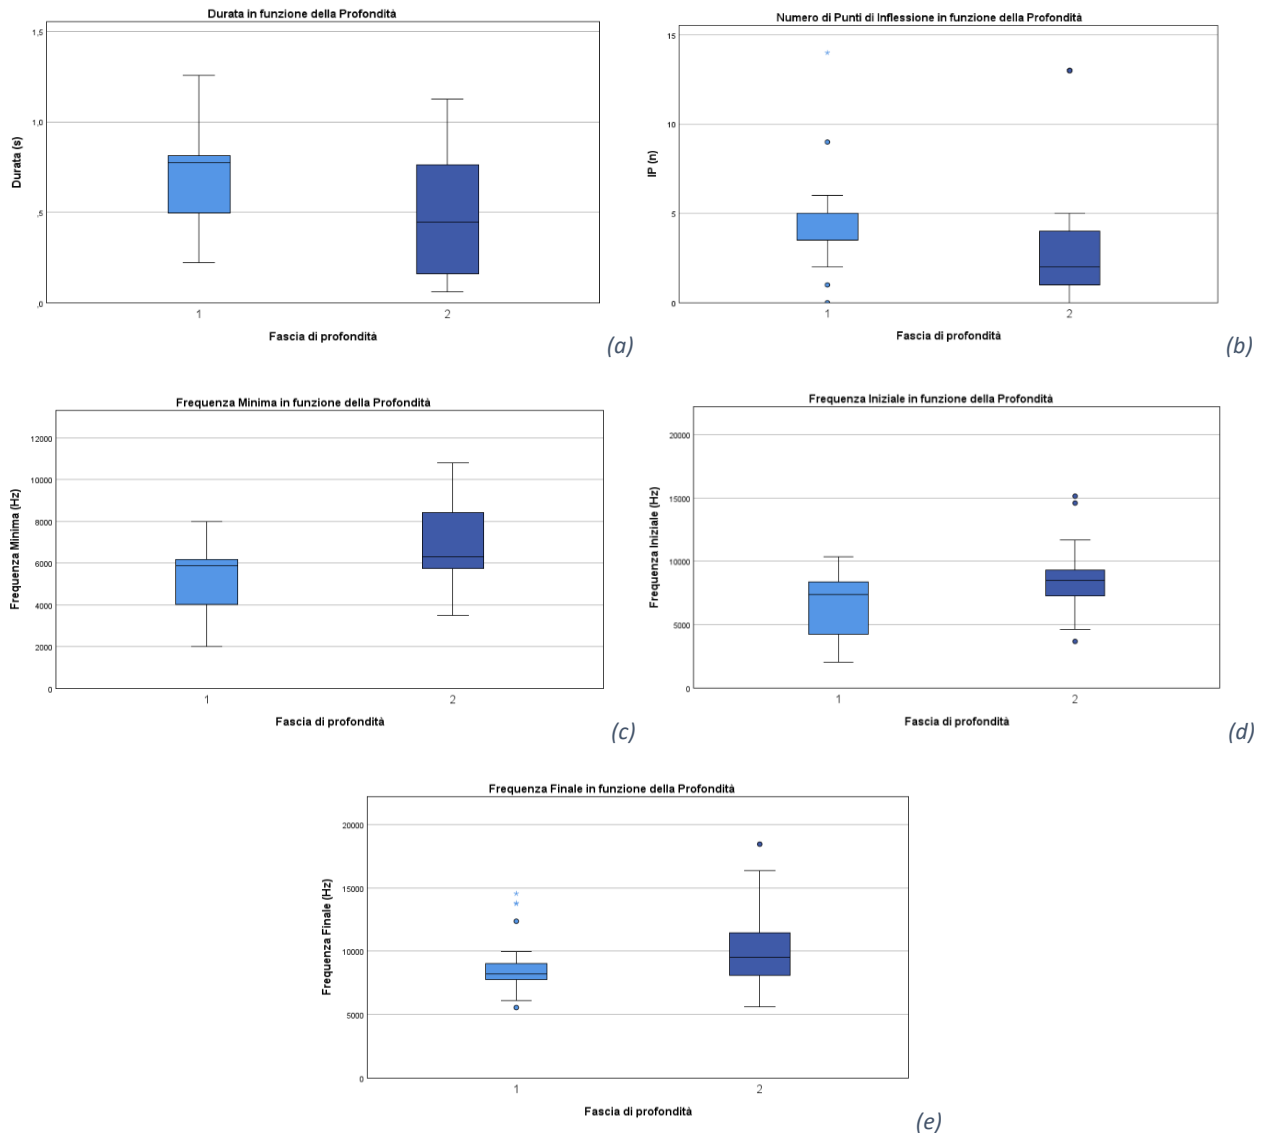 Durata in funzione della Profondità
1,5
1,0
,5
,0
Durata (s)
1 2
Fascia di profondità
(a)
Numero di Punti di Inflessione in funzione della Profondità
15
10
5
0
IP (n)
1 2
Fascia di profondità
(b)
Frequenza Minima in funzione della Profondità
12000
10000
8000
6000
4000
2000
0
Frequenza Minima (Hz)
1 2
Fascia di profondità
(c)
Frequenza Iniziale in funzione della Profondità
20000
15000
10000
5000
0
Frequenza Iniziale (Hz)
1 2
Fascia di profondità
(d)
Frequenza Finale in funzione della Profondità
20000
15000
10000
5000
0
Frequenza Finale (Hz)
1 2
Fascia di profondità
(e)